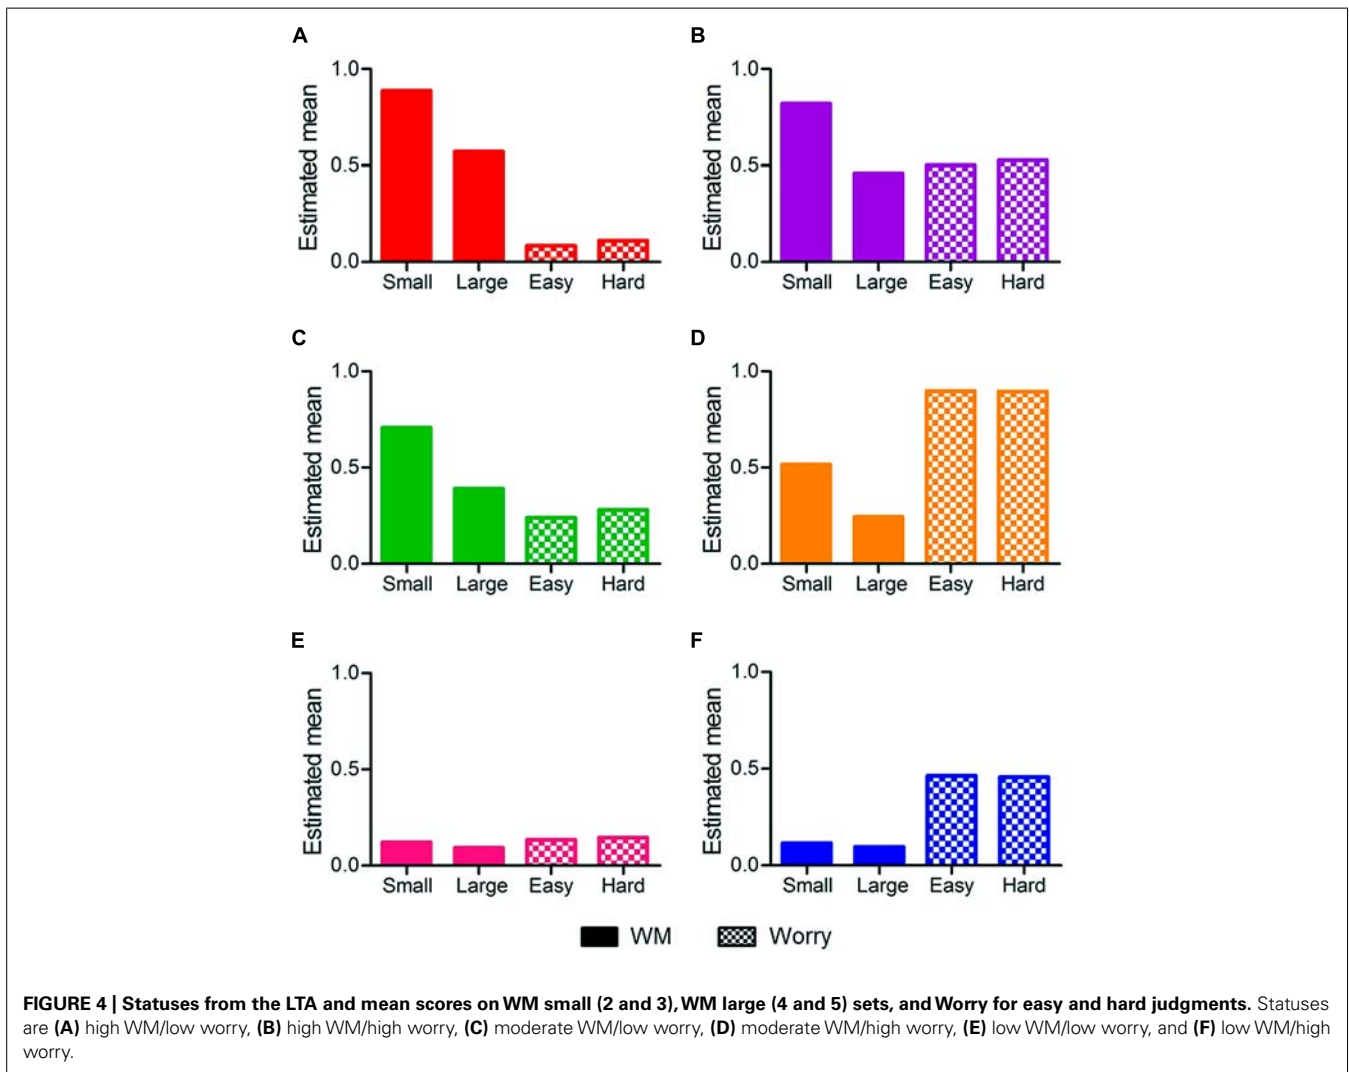 A
Estimated mean
1.0
0.5
0.0
Small Large Easy Hard
B
Estimated mean
1.0
0.5
0.0
Small Large Easy Hard
C
Estimated mean
1.0
0.5
0.0
Small Large Easy Hard
D
Estimated mean
1.0
0.5
0.0
Small Large Easy Hard
E
Estimated mean
1.0
0.5
0.0
Small Large Easy Hard
F
Estimated mean
1.0
0.5
0.0
Small Large Easy Hard
WM Worry
FIGURE 4 | Statuses from the LTA and mean scores on WM small (2 and 3), WM large (4 and 5) sets, and Worry for easy and hard judgments. Statuses
are (A) high WM/low worry, (B) high WM/high worry, (C) moderate WM/low worry, (D) moderate WM/high worry, (E) low WM/low worry, and (F) low WM/high
worry.